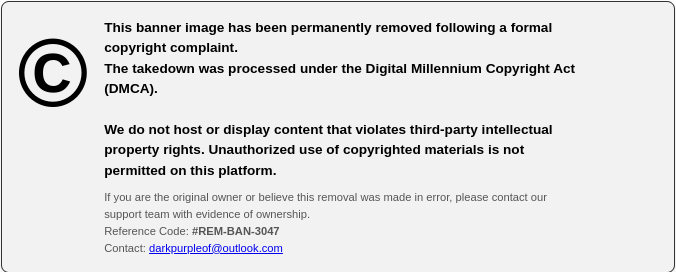 This banner image has been permanently removed following a formal
copyright complaint.
The takedown was processed under the Digital Millennium Copyright Act
(DMCA).
We do not host or display content that violates third-party intellectual
property rights. Unauthorized use of copyrighted materials is not
permitted on this platform.
If you are the original owner or believe this removal was made in error, please contact our
support team with evidence of ownership.
Reference Code: #REM-BAN-3047
Contact: darkpurpleof@outlook.com